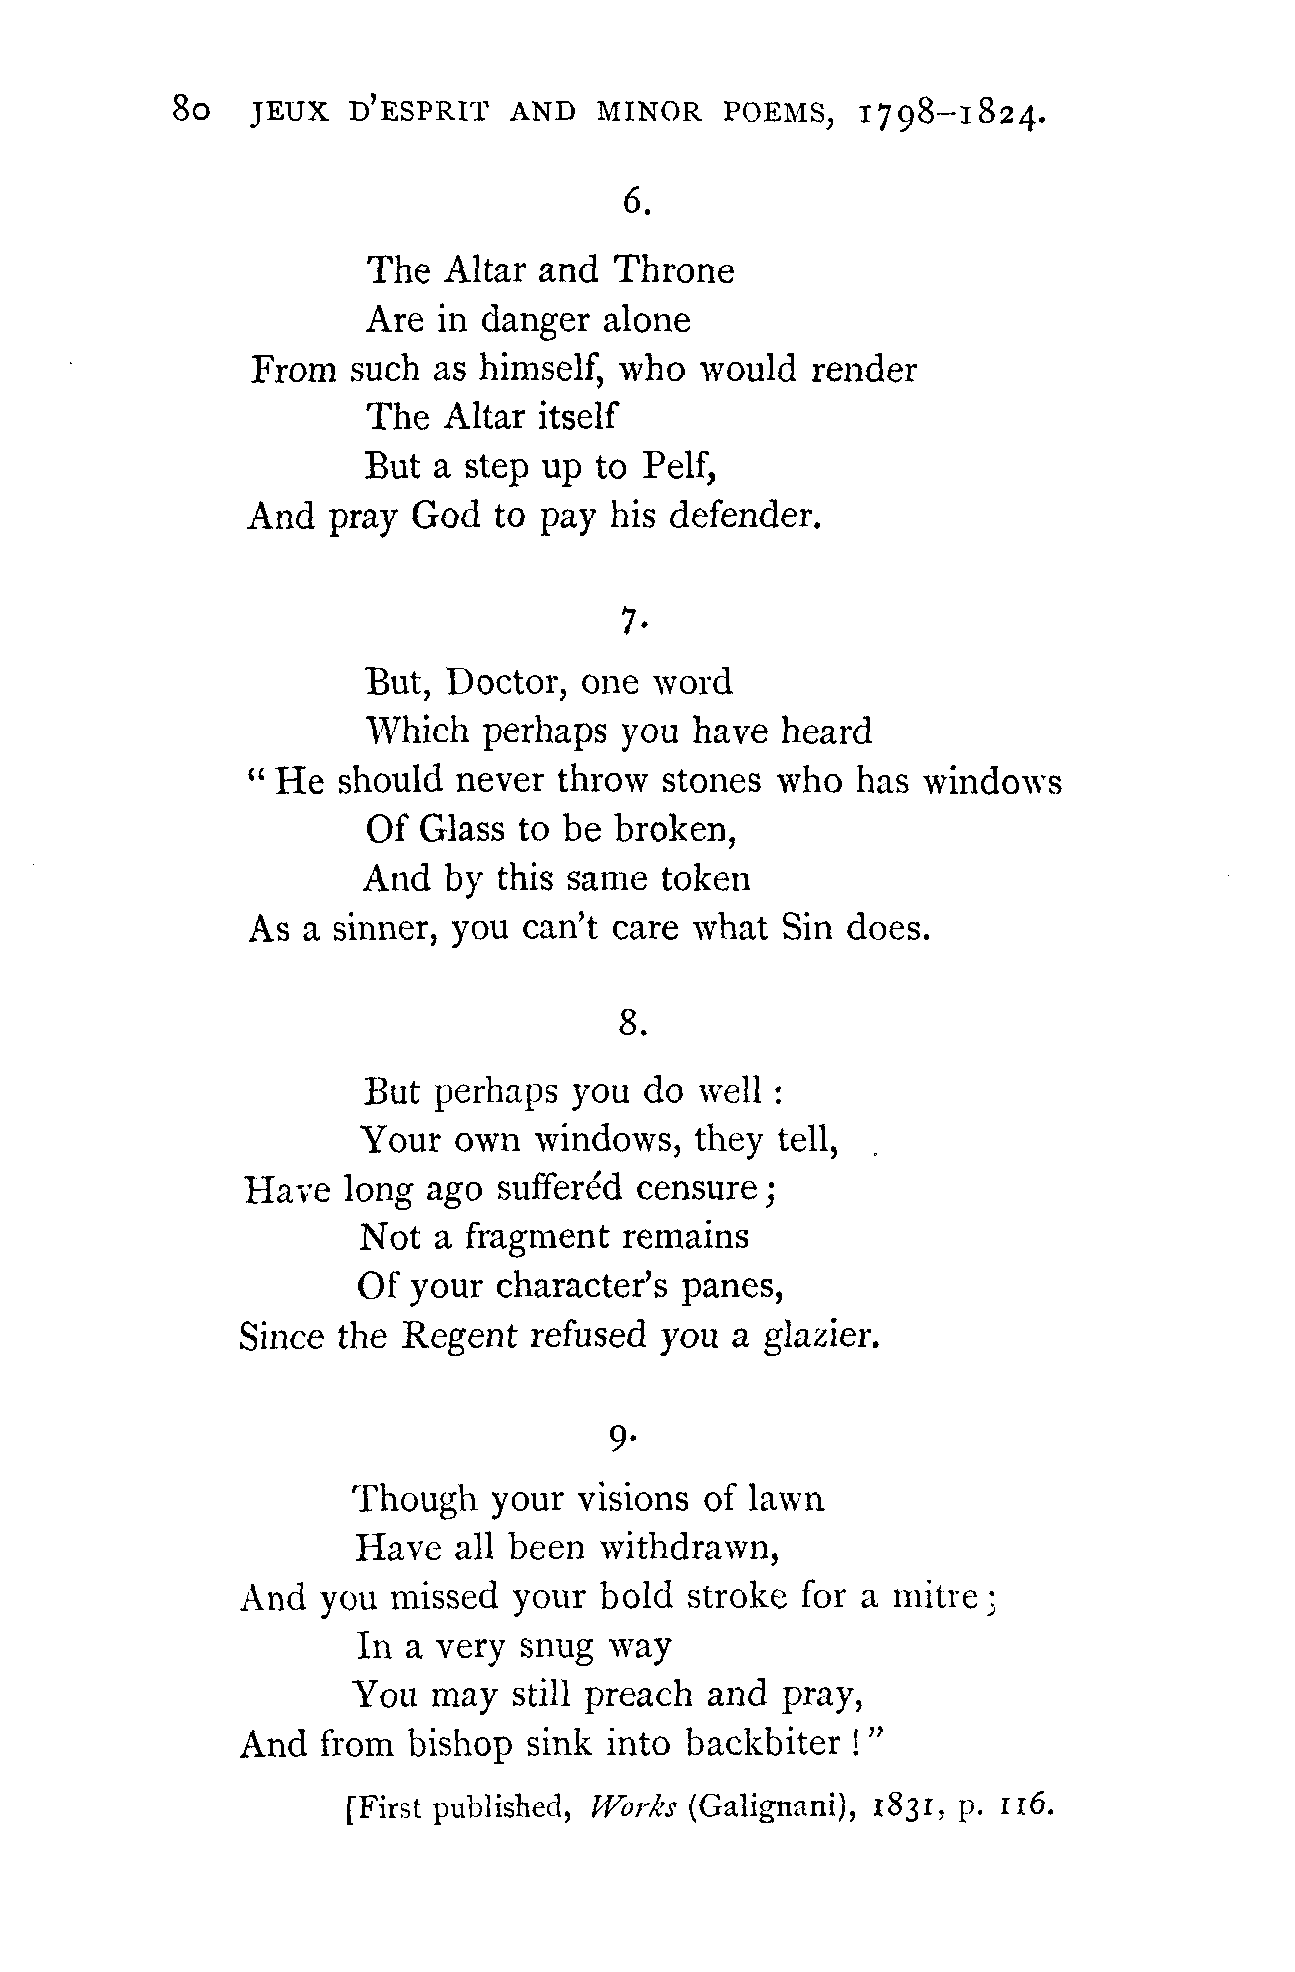 80 JEUX D'ESPRIT AND MINOR POEMS, 1798–1824.
6.
The Altar and Throne
Are in danger alone
From such as himself, who would render
The Altar itself
But a step up to Pelf,
And pray God to pay his defender.
7.
But, Doctor, one word
Which perhaps you have heard
“He should never throw stones who has windows
Of Glass to be broken,
And by this same token
As a sinner, you can't care what Sin does.
8.
But perhaps you do well :
Your own windows, they tell,
Have long ago sufferéd censure ;
Not a fragment remains
Of your character's panes,
Since the Regent refused you a glazier.
9.
Though your visions of lawn
Have all been withdrawn,
And you missed your bold stroke for a mitre ;
In a very snug way
You may still preach and pray,
And from bishop sink into backbiter ! ”
[First published, Works (Galignani), 1831, p. 116.